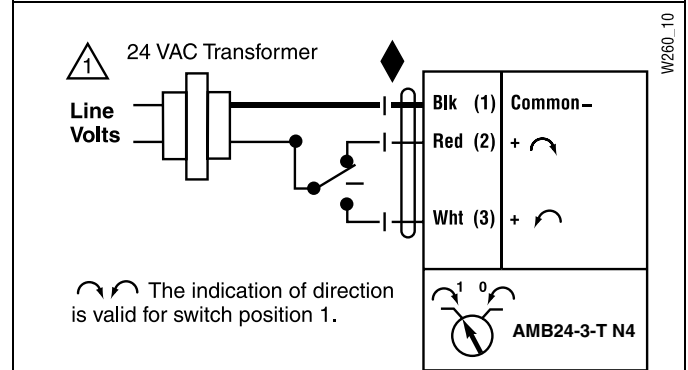 W260_10
1
24 VAC Transformer
Line
Volts
Blk (1) Common–
Red (2) +
Wht (3) +
The indication of direction
is valid for switch position 1.
1 0
AMB24-3-T N4